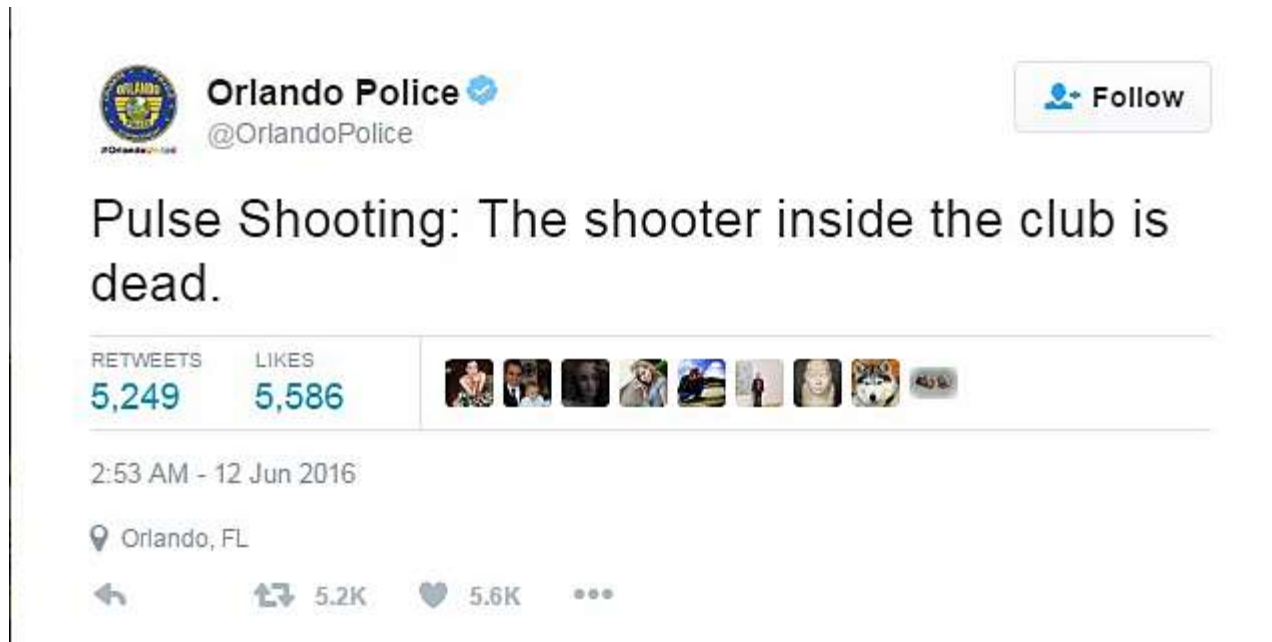 ORLANDO
Orlando Police
@OrlandoPolice
Follow
Pulse Shooting: The shooter inside the club is
dead.
RETWEETS LIKES
5,249 5,586
2:53 AM - 12 Jun 2016
Orlando, FL
5.2K 5.6K